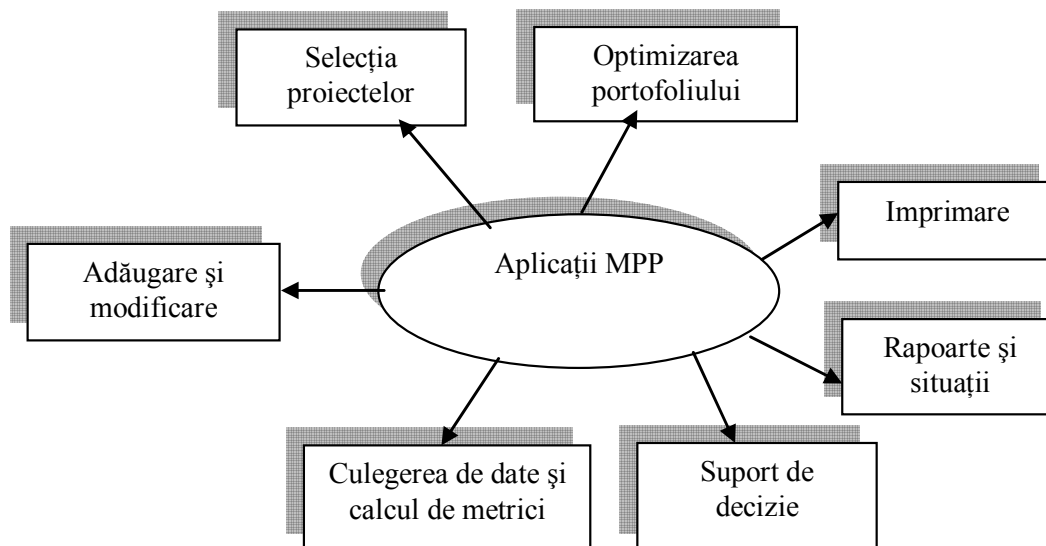 Selecția
proiectelor
Optimizarea
portofoliului
Imprimare
Aplicații MPP
Adăugare şi
modificare
Rapoarte şi
situații
Culegerea de date şi
calcul de metrici
Suport de
decizie